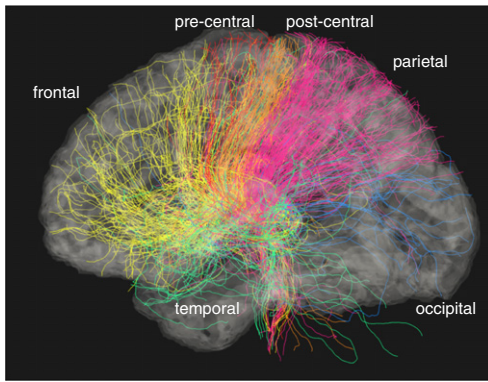 pre-central
post-central
parietal
frontal
temporal
occipital